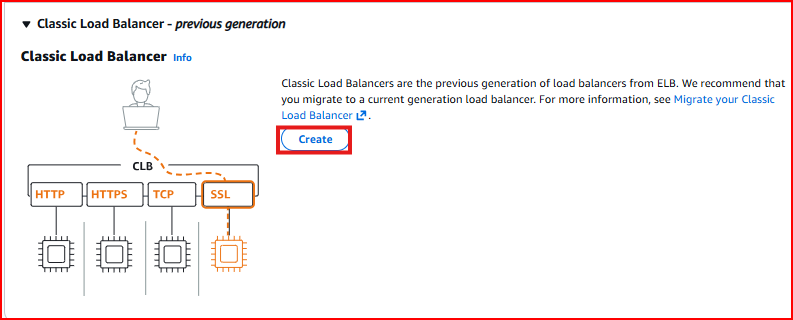 ▼ Classic Load Balancer - previous generation
Classic Load Balancer Info
Classic Load Balancers are the previous generation of load balancers from ELB. We recommend that
you migrate to a current generation load balancer. For more information, see Migrate your Classic
Load Balancer .
Create
CLB
HTTP HTTPS TCP SSL